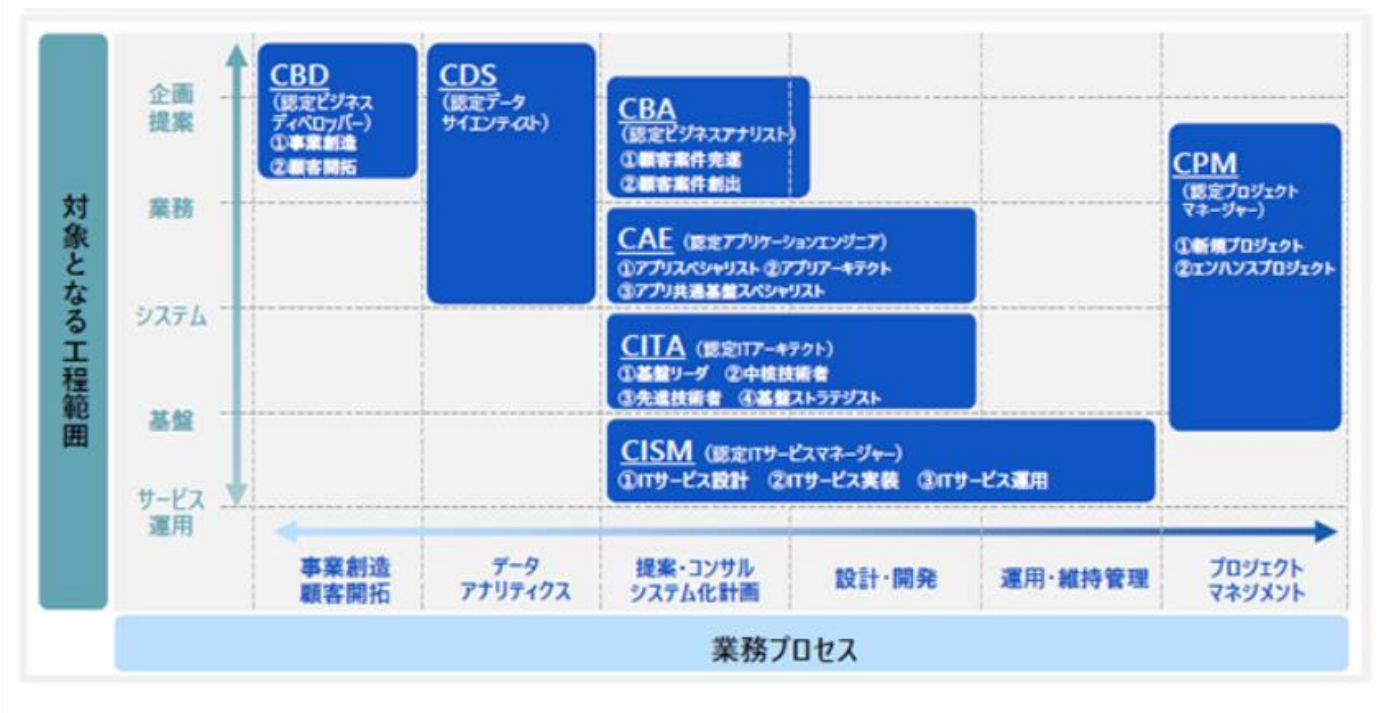 対象となる工程範囲
企画
提案
業務
システム
基盤
サービス
運用
CBD
(認定ビジネス
ディベロッパー)
①事業創造
②顧客開拓
CDS
(認定データ
サイエンティスト)
CBA
(認定ビジネスアナリスト)
①顧客案件完遂
②顧客案件創出
CAE (認定アプリケーションエンジニア)
①アプリスペシャリスト ②アプリアーキテクト
③アプリ共通基盤スペシャリスト
CITA (認定ITアーキテクト)
①基盤リーダ ②中核技術者
③先進技術者 ④基盤ストラテジスト
CISM (認定ITサービスマネージャー)
①ITサービス設計 ②ITサービス実装 ③ITサービス運用
CPM
(認定プロジェクト
マネージャー)
①新規プロジェクト
②エンハンスプロジェクト
事業創造
顧客開拓
データ
アナリティクス
提案・コンサル
システム化計画
設計・開発
運用・維持管理
プロジェクト
マネジメント
業務プロセス